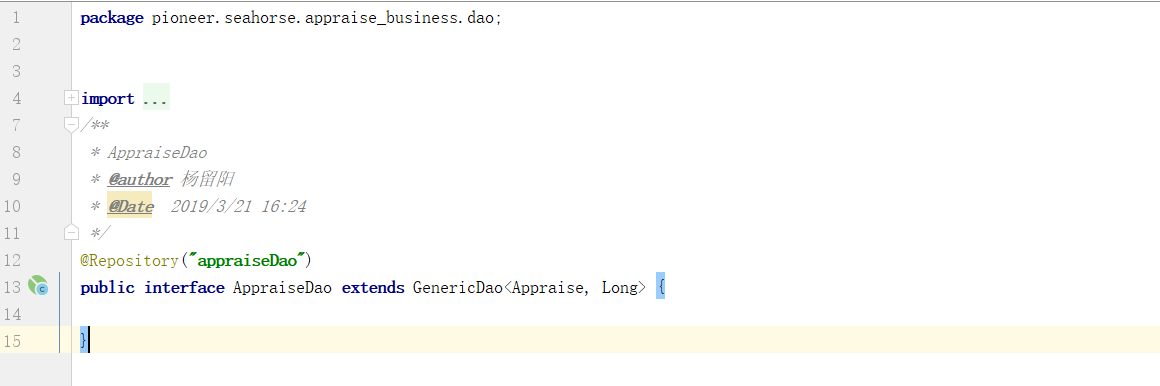 1 package pioneer.seahorse.appraise_business.dao;
2
3
4 import ...
7 /**
8 * AppraiseDao
9 * @author 杨留阳
10 * @Date 2019/3/21 16:24
11 */
12 @Repository("appraiseDao")
13 public interface AppraiseDao extends GenericDao<Appraise, Long> {
14
15 }